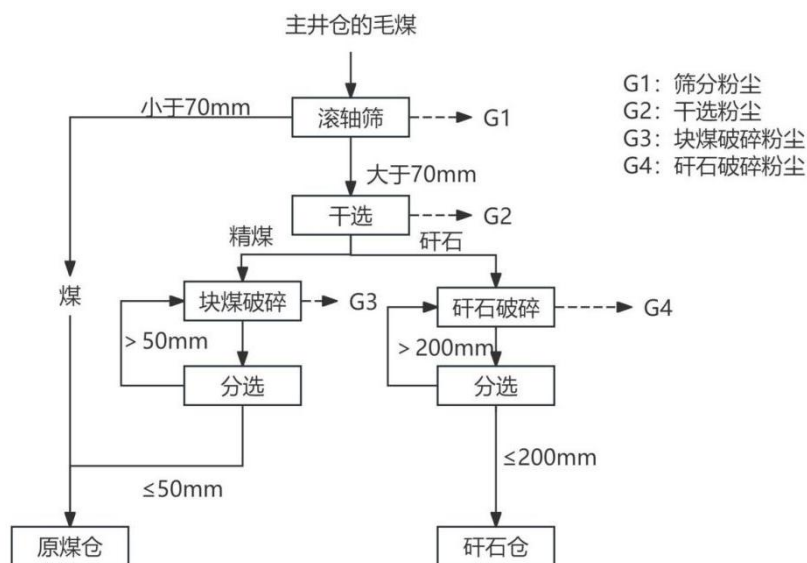 主井仓的毛煤
小于70mm
滚轴筛
G1
G1：筛分粉尘
G2：干选粉尘
G3：块煤破碎粉尘
G4：矸石破碎粉尘
大于70mm
干选
G2
精煤
矸石
煤
块煤破碎
G3
矸石破碎
G4
＞50mm
＞200mm
分选
分选
≤50mm
≤200mm
原煤仓
矸石仓